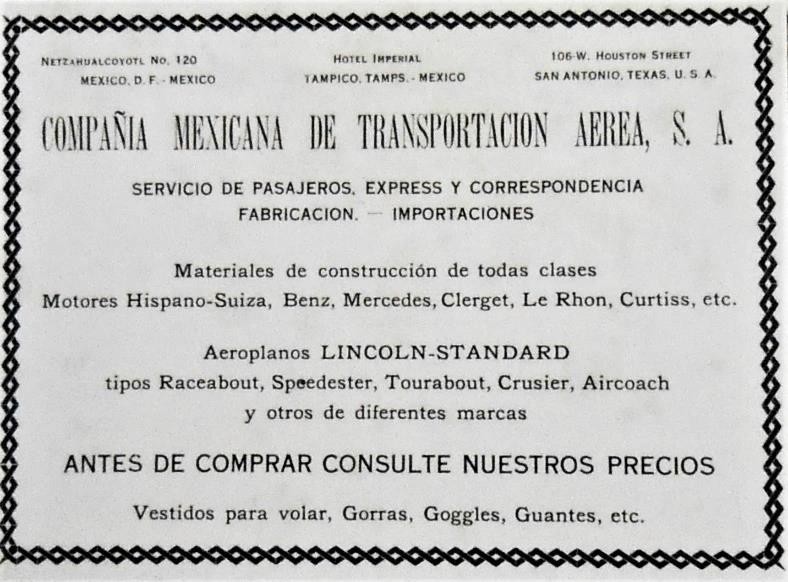 NETZAHUALCOYOTL NO. 120
MEXICO, D. F. - MEXICO
HOTEL IMPERIAL
TAMPICO, TAMPS. - MEXICO
106-W. HOUSTON STREET
SAN ANTONIO, TEXAS, U. S. A.
COMPAÑIA MEXICANA DE TRANSPORTACION AEREA, S. A.
SERVICIO DE PASAJEROS, EXPRESS Y CORRESPONDENCIA
FABRICACION. — IMPORTACIONES
Materiales de construcción de todas clases
Motores Hispano-Suiza, Benz, Mercedes, Clerget, Le Rhon, Curtiss, etc.
Aeroplanos LINCOLN-STANDARD
tipos Raceabout, Speedester, Tourabout, Crusier, Aircoach
y otros de diferentes marcas
ANTES DE COMPRAR CONSULTE NUESTROS PRECIOS
Vestidos para volar, Gorras, Goggles, Guantes, etc.